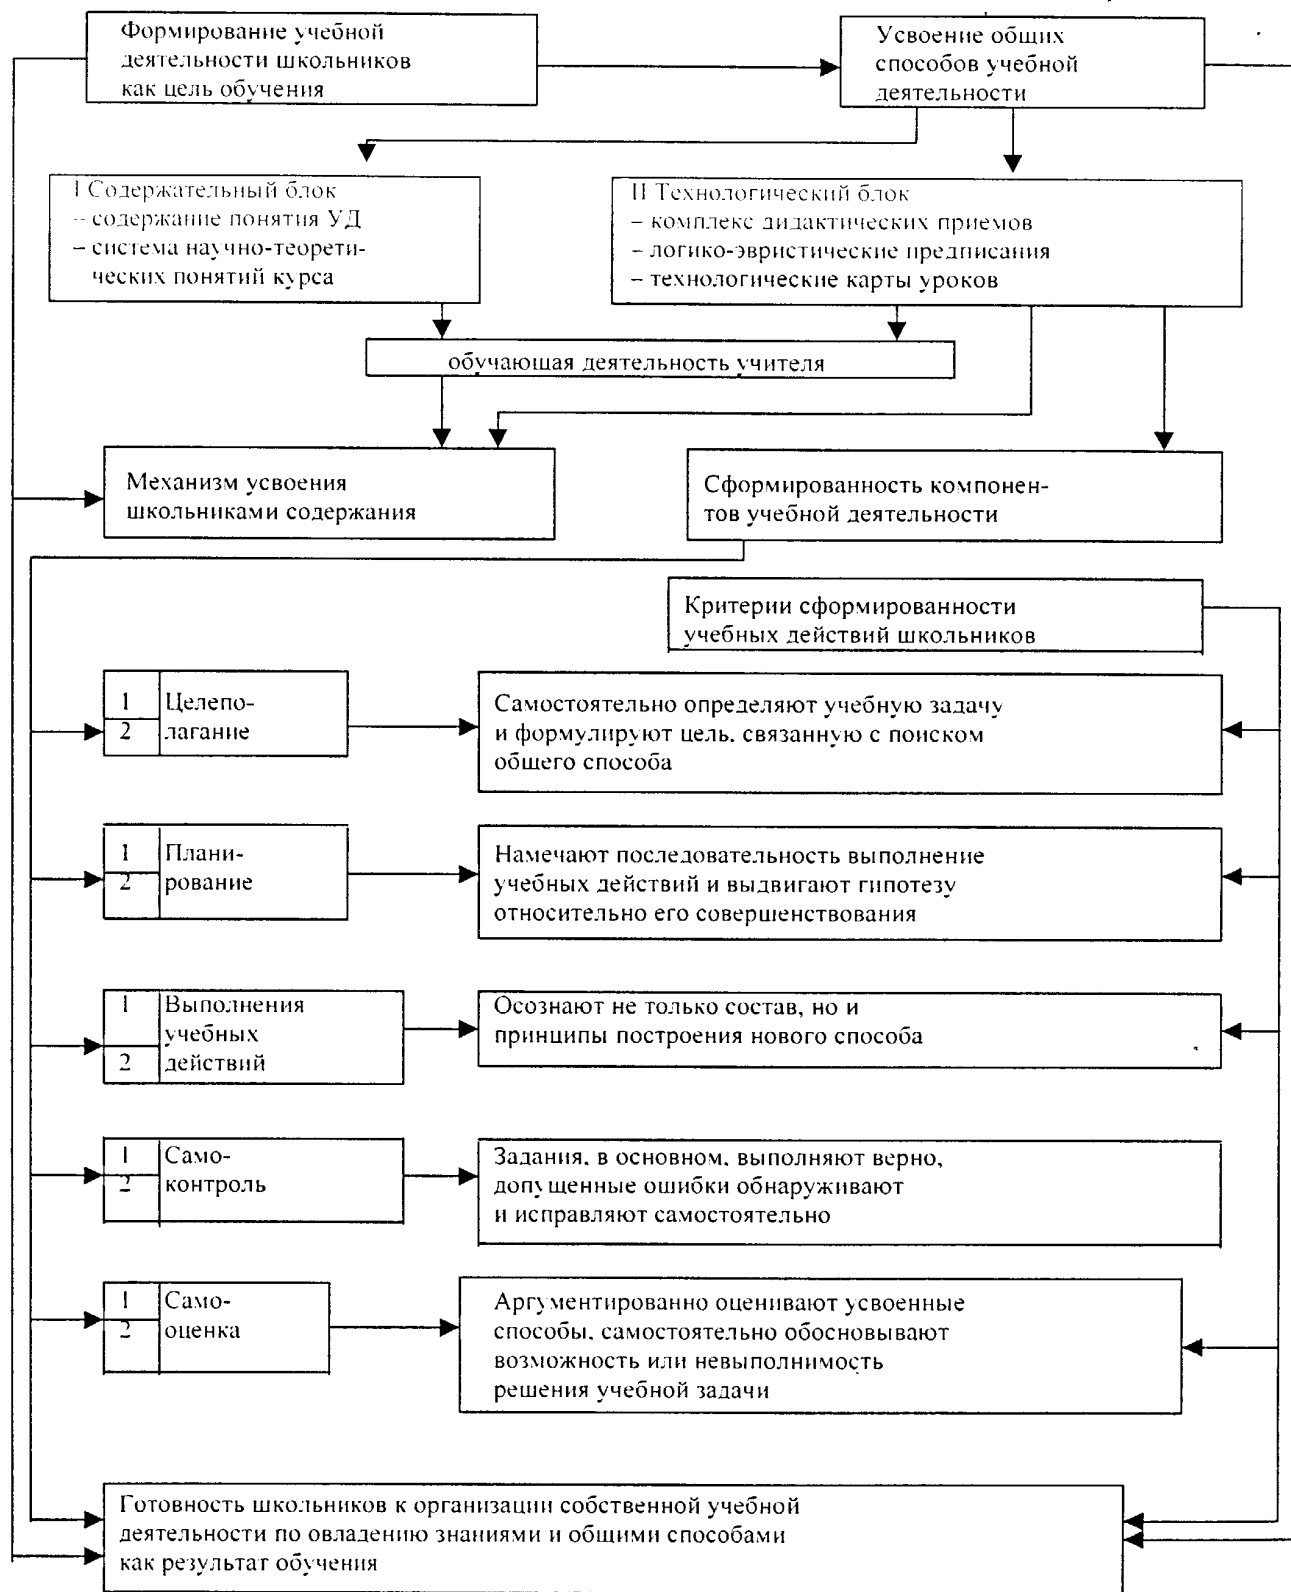 Формирование учебной
деятельности школьников
как цель обучения
Усвоение общих
способов учебной
деятельности
I Содержательный блок
– содержание понятия УД
– система научно-теорети-
ческих понятий курса
II Технологический блок
– комплекс дидактических приемов
– логико-эвристические предписания
– технологические карты уроков
обучающая деятельность учителя
Механизм усвоения
школьниками содержания
Сформированность компонен-
тов учебной деятельности
Критерии сформированности
учебных действий школьников
1
2
Целепо-
лагание
Самостоятельно определяют учебную задачу
и формулируют цель, связанную с поиском
общего способа
1
2
Плани-
рование
Намечают последовательность выполнение
учебных действий и выдвигают гипотезу
относительно его совершенствования
1
2
Выполнения
учебных
действий
Осознают не только состав, но и
принципы построения нового способа
1
2
Само-
контроль
Задания, в основном, выполняют верно,
допущенные ошибки обнаруживают
и исправляют самостоятельно
1
2
Само-
оценка
Аргументированно оценивают усвоенные
способы, самостоятельно обосновывают
возможность или невыполнимость
решения учебной задачи
Готовность школьников к организации собственной учебной
деятельности по овладению знаниями и общими способами
как результат обучения